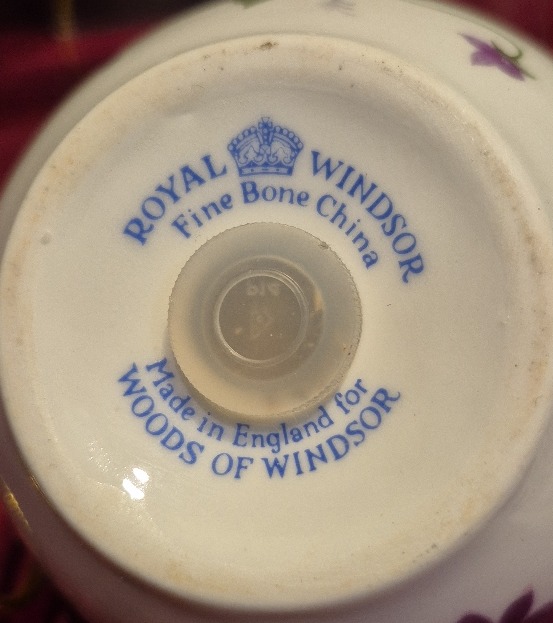 ROYAL WINDSOR
Fine Bone China
Made in England for
WOODS OF WINDSOR